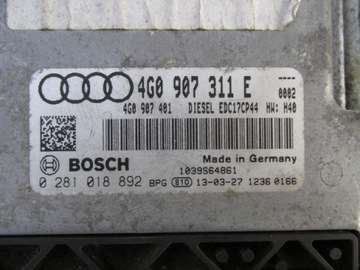 4G0 907 311 E ----
0002
4G0 907 401 DIESEL EDC17CP44 HW: H40
BOSCH Made in Germany
1039S64861
0 281 018 892 BPG 810 13-03-27 1236 0166